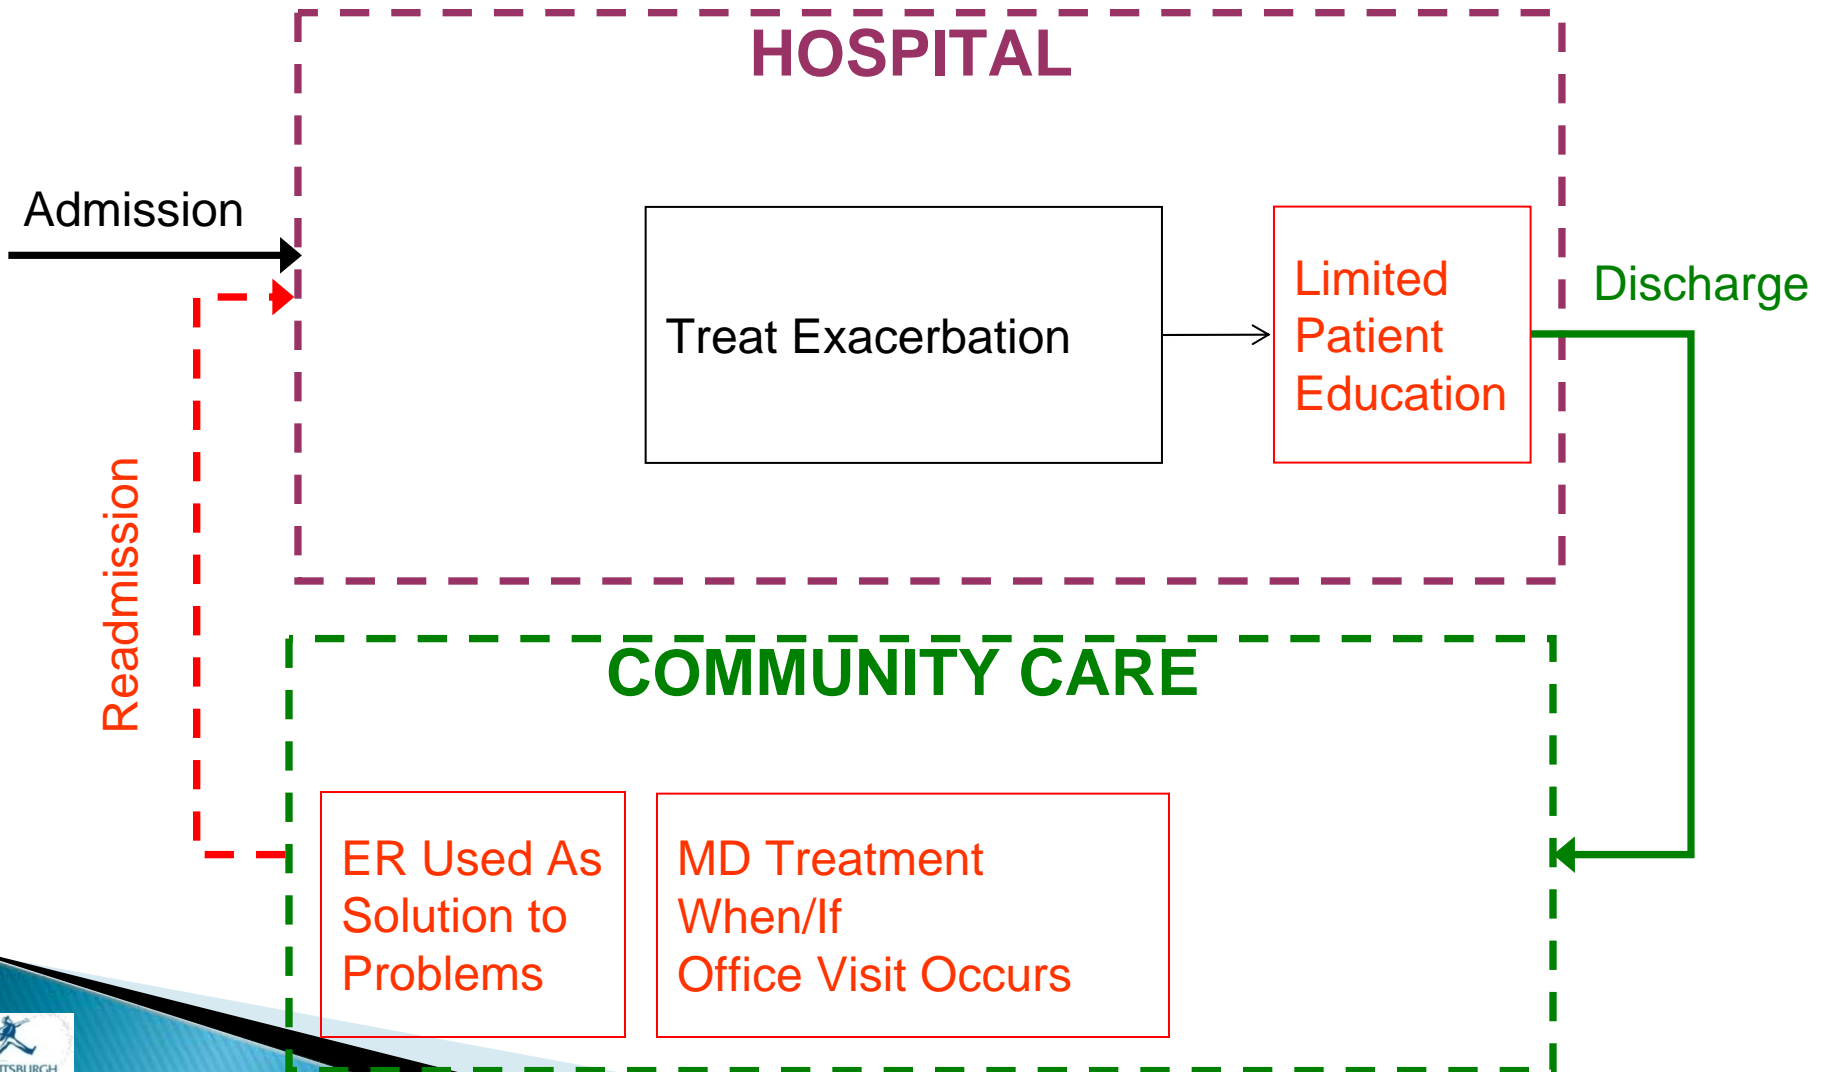 HOSPITAL
Admission
Treat Exacerbation
Limited
Patient
Education
Discharge
Readmission
COMMUNITY CARE
ER Used As
Solution to
Problems
MD Treatment
When/If
Office Visit Occurs